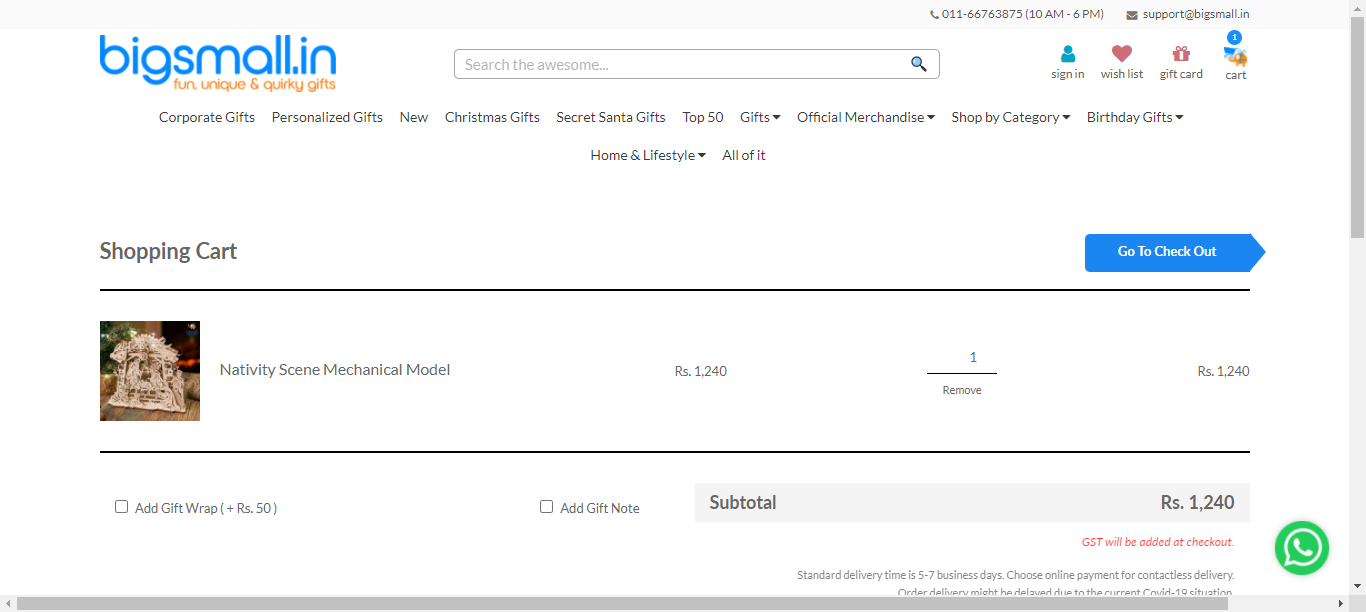 011-66763875 (10 AM - 6 PM) support@bigsmall.in
bigsmall.in
fun, unique & quirky gifts
Search the awesome...
1
sign in wish list gift card cart
Corporate Gifts Personalized Gifts New Christmas Gifts Secret Santa Gifts Top 50 Gifts Official Merchandise Shop by Category Birthday Gifts
Home & Lifestyle All of it
Shopping Cart Go To Check Out
Nativity Scene Mechanical Model Rs. 1,240 1 Rs. 1,240
Remove
Add Gift Wrap ( + Rs. 50 ) Add Gift Note Subtotal Rs. 1,240
GST will be added at checkout.
Standard delivery time is 5-7 business days. Choose online payment for contactless delivery.
Order delivery might be delayed due to the current Covid-19 situation.